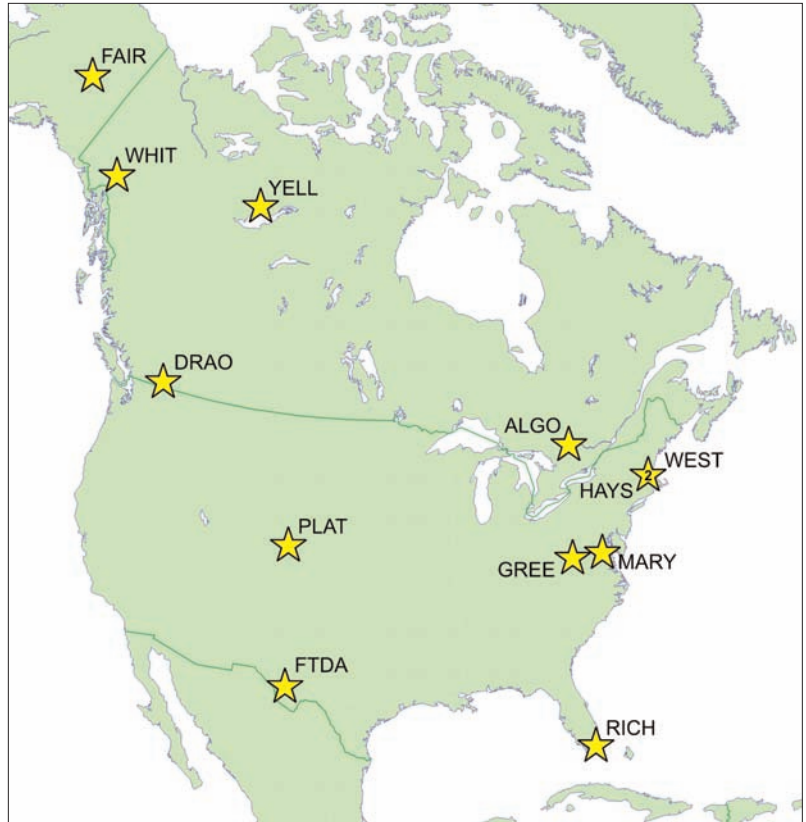 FAIR
WHIT
YELL
DRAO
ALGO
WEST
2
HAYS
PLAT
GREE
MARY
FTDA
RICH